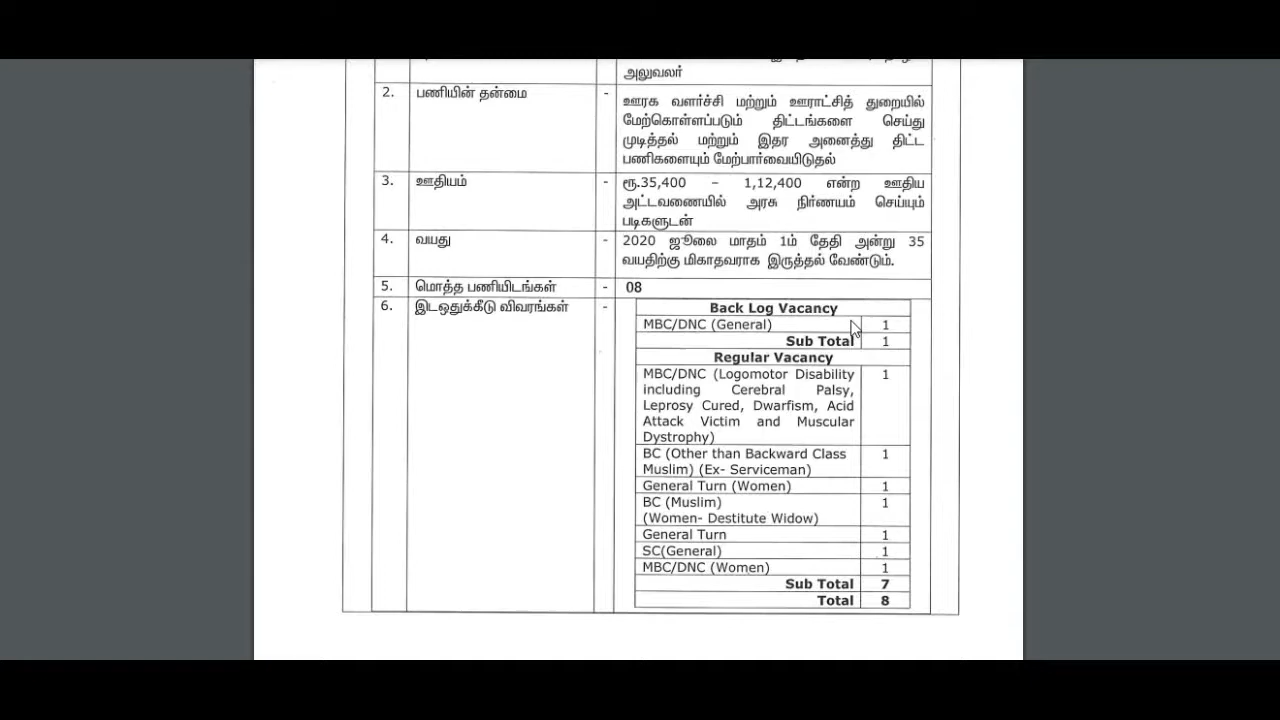 அலுவலர்
2. பணியின் தன்மை - ஊரக வளர்ச்சி மற்றும் ஊராட்சித் துறையில்
மேற்கொள்ளப்படும் திட்டங்களை செய்து
முடித்தல் மற்றும் இதர அனைத்து திட்ட
பணிகளையும் மேற்பார்வையிடுதல்
3. ஊதியம் - ரூ.35,400 – 1,12,400 என்ற ஊதிய
அட்டவணையில் அரசு நிர்ணயம் செய்யும்
படிகளுடன்
4. வயது - 2020 ஜூலை மாதம் 1ம் தேதி அன்று 35
வயதிற்கு மிகாதவராக இருத்தல் வேண்டும்.
5. மொத்த பணியிடங்கள் - 08
6. இடஒதுக்கீடு விவரங்கள் - Back Log Vacancy
MBC/DNC (General) 1
Sub Total 1
Regular Vacancy
MBC/DNC (Logomotor Disability 1
including Cerebral Palsy,
Leprosy Cured, Dwarfism, Acid
Attack Victim and Muscular
Dystrophy)
BC (Other than Backward Class 1
Muslim) (Ex- Serviceman)
General Turn (Women) 1
BC (Muslim) 1
(Women- Destitute Widow)
General Turn 1
SC(General) 1
MBC/DNC (Women) 1
Sub Total 7
Total 8